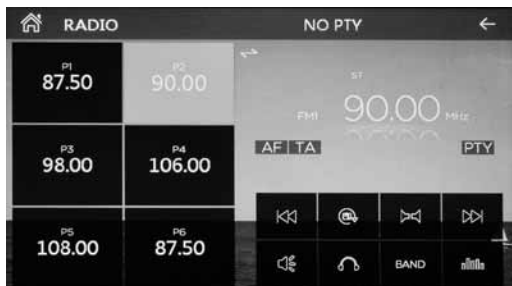 RADIO
NO PTY
P1
87.50
P2
90.00
P3
98.00
P4
106.00
P5
108.00
P6
87.50
ST
FM1 90.00 MHz
AF TA
PTY
BAND